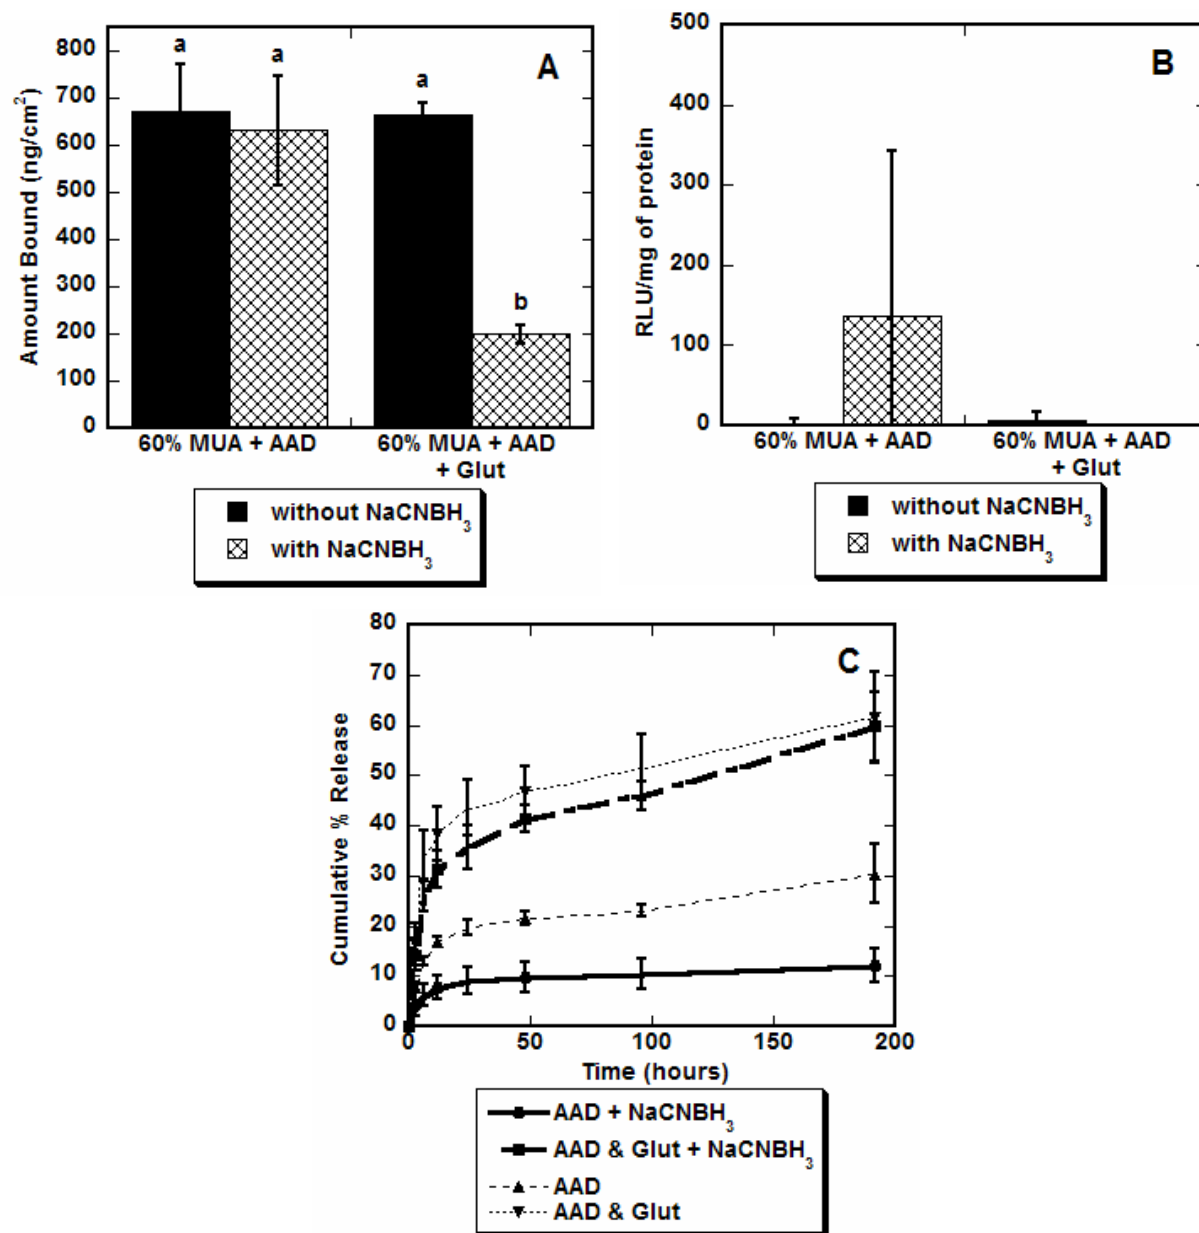 A
Amount Bound (ng/cm²)
800
700
600
500
400
300
200
100
0
a
a
a
b
60% MUA + AAD
60% MUA + AAD
+ Glut
without NaCNBH₃
with NaCNBH₃
B
RLU/mg of protein
500
400
300
200
100
0
60% MUA + AAD
60% MUA + AAD
+ Glut
without NaCNBH₃
with NaCNBH₃
C
Cumulative % Release
80
70
60
50
40
30
20
10
0
0
50
100
150
200
Time (hours)
AAD + NaCNBH₃
AAD & Glut + NaCNBH₃
AAD
AAD & Glut